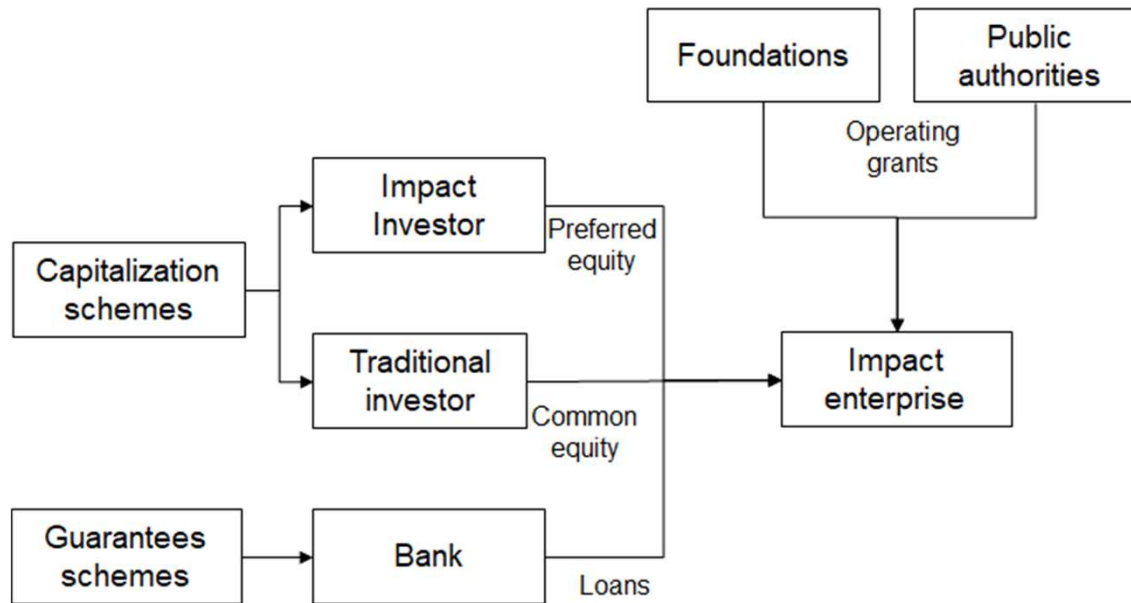 Foundations
Public
authorities
Operating
grants
Impact
Investor
Preferred
equity
Capitalization
schemes
Traditional
investor
Common
equity
Impact
enterprise
Guarantees
schemes
Bank
Loans